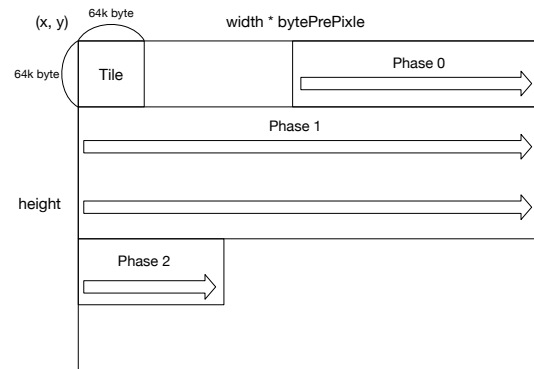 64k byte
(x, y)
width * bytePrePixle
64k byte
Tile
Phase 0
Phase 1
height
Phase 2